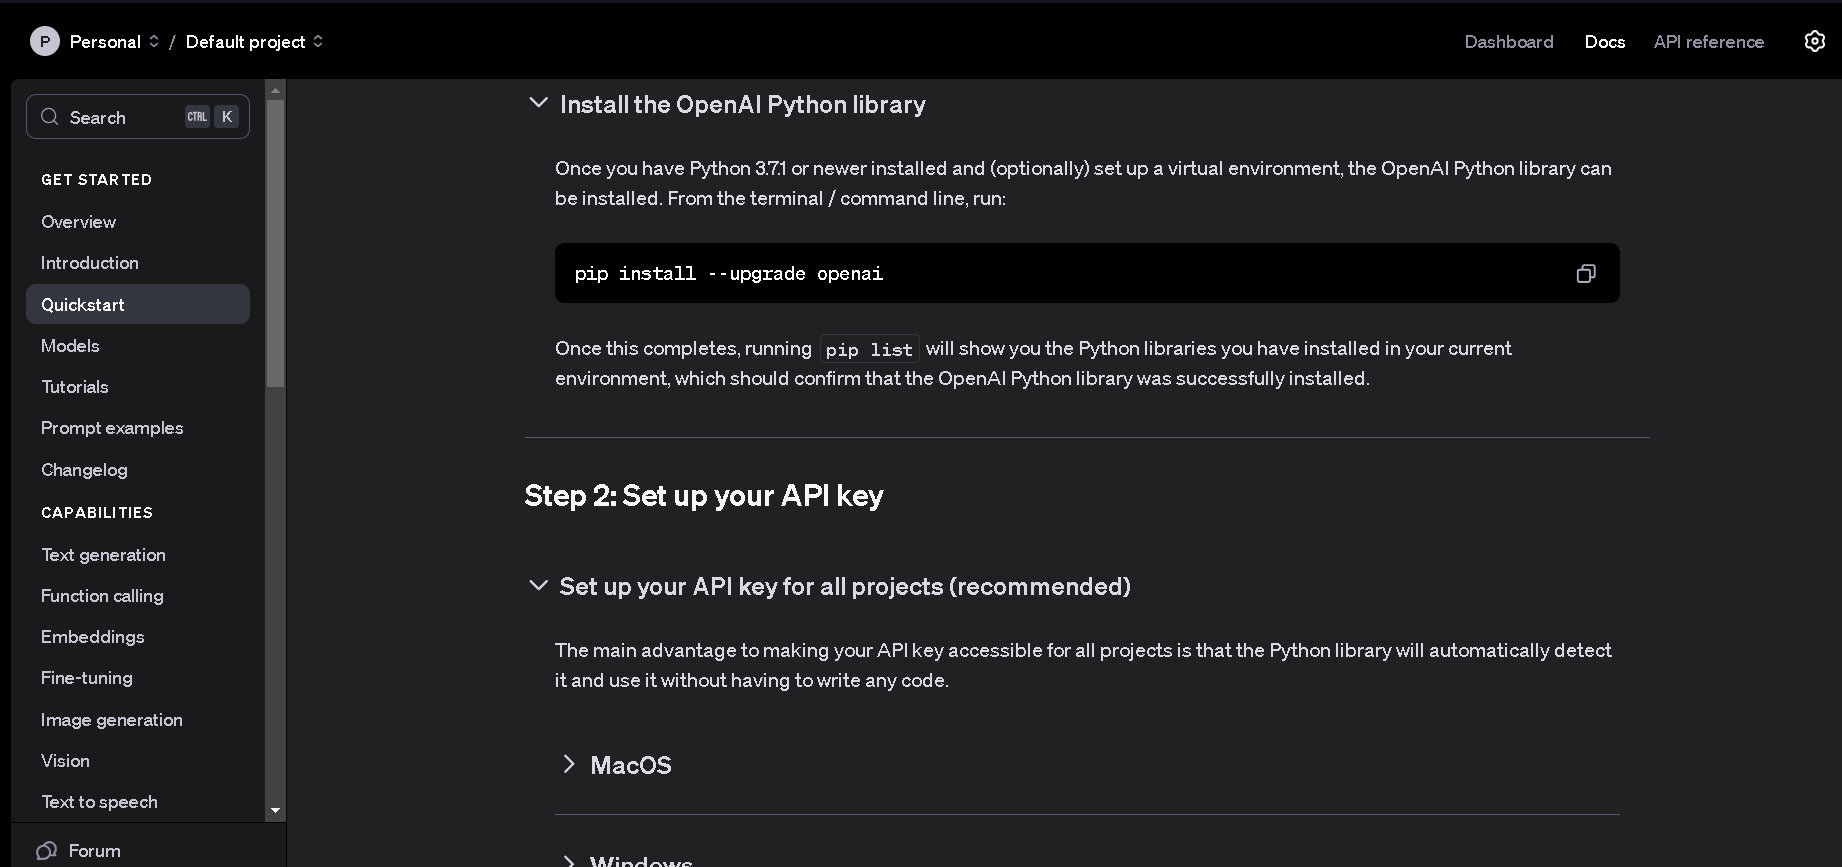 P Personal / Default project
Dashboard Docs API reference
Search CTRL K
GET STARTED
Overview
Introduction
Quickstart
Models
Tutorials
Prompt examples
Changelog
CAPABILITIES
Text generation
Function calling
Embeddings
Fine-tuning
Image generation
Vision
Text to speech
Forum
Install the OpenAI Python library
Once you have Python 3.7.1 or newer installed and (optionally) set up a virtual environment, the OpenAI Python library can
be installed. From the terminal / command line, run:
pip install --upgrade openai
Once this completes, running pip list will show you the Python libraries you have installed in your current
environment, which should confirm that the OpenAI Python library was successfully installed.
Step 2: Set up your API key
Set up your API key for all projects (recommended)
The main advantage to making your API key accessible for all projects is that the Python library will automatically detect
it and use it without having to write any code.
MacOS
Windows